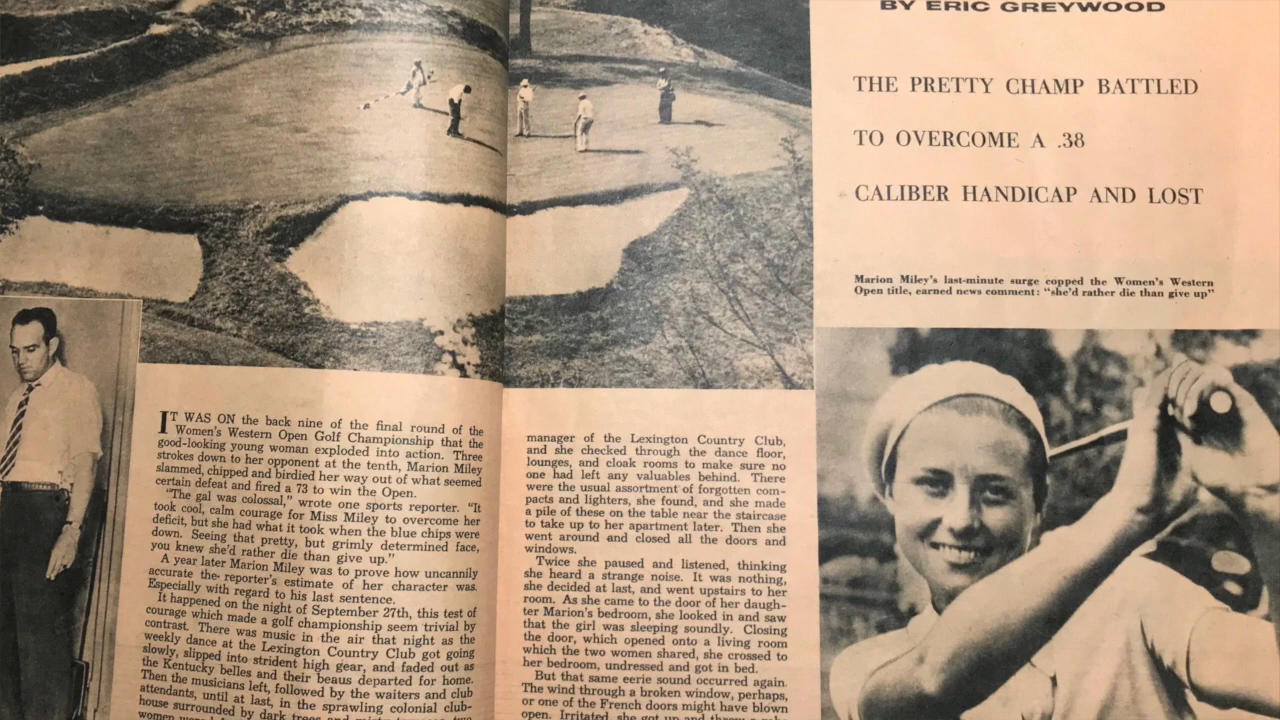 BY ERIC GREYWOOD
THE PRETTY CHAMP BATTLED
TO OVERCOME A .38
CALIBER HANDICAP AND LOST
Marion Miley's last-minute surge copped the Women's Western
Open title, earned news comment: "she'd rather die than give up"
IT WAS ON the back nine of the final round of the
Women's Western Open Golf Championship that the
good-looking young woman exploded into action. Three
strokes down to her opponent at the tenth, Marion Miley
slammed, chipped and birdied her way out of what seemed
certain defeat and fired a 73 to win the Open.
"The gal was colossal," wrote one sports reporter. "It
took cool, calm courage for Miss Miley to overcome her
deficit, but she had what it took when the blue chips were
down. Seeing that pretty, but grimly determined face,
you knew she'd rather die than give up."
A year later Marion Miley was to prove how uncannily
accurate the reporter's estimate of her character was.
Especially with regard to his last sentence.
It happened on the night of September 27th, this test of
courage which made a golf championship seem trivial by
contrast. There was music in the air that night as the
weekly dance at the Lexington Country Club got going
slowly, slipped into strident high gear, and faded out as
the Kentucky belles and their beaus departed for home.
Then the musicians left, followed by the waiters and club
attendants, until at last, in the sprawling colonial club-
house surrounded by dark trees and
manager of the Lexington Country Club,
and she checked through the dance floor,
lounges, and cloak rooms to make sure no
one had left any valuables behind. There
were the usual assortment of forgotten com-
pacts and lighters, she found, and she made
a pile of these on the table near the staircase
to take up to her apartment later. Then she
went around and closed all the doors and
windows.
Twice she paused and listened, thinking
she heard a strange noise. It was nothing,
she decided at last, and went upstairs to her
room. As she came to the door of her daugh-
ter Marion's bedroom, she looked in and saw
that the girl was sleeping soundly. Closing
the door, which opened onto a living room
which the two women shared, she crossed to
her bedroom, undressed and got in bed.
But that same eerie sound occurred again.
The wind through a broken window, perhaps,
or one of the French doors might have blown
open. Irritated, she got up and threw a robe